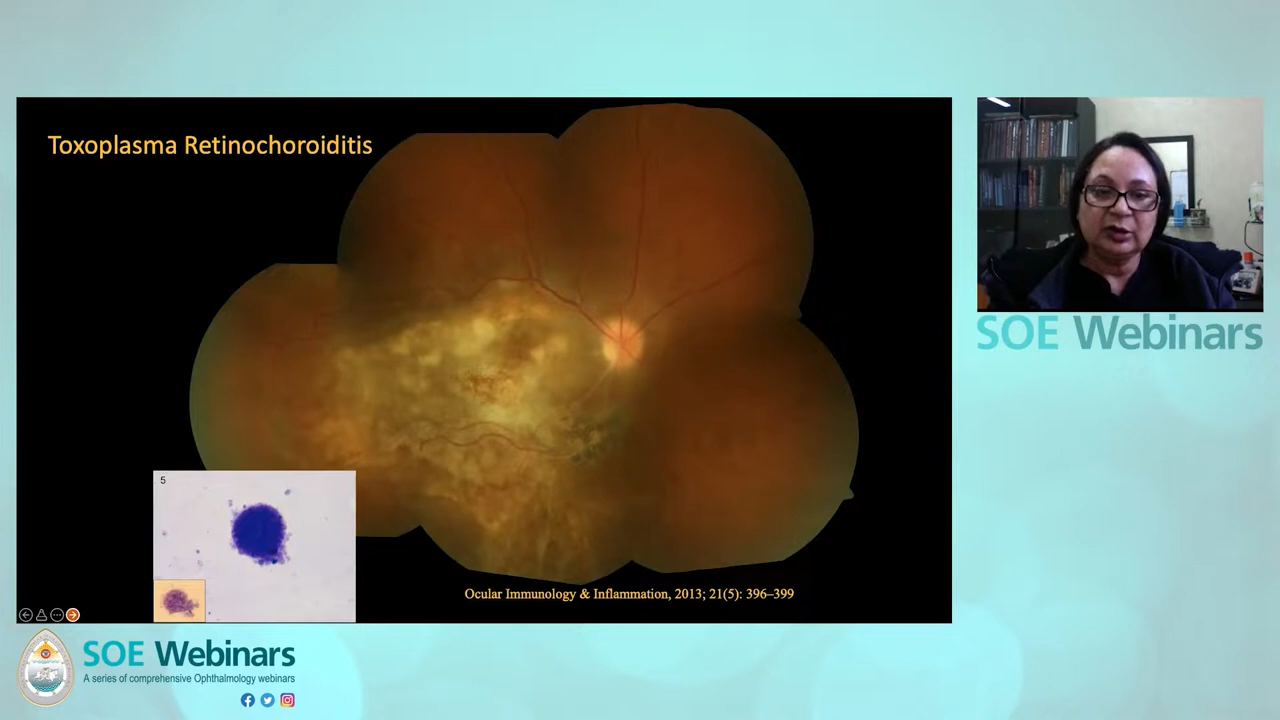 Toxoplasma Retinochoroiditis
5
Ocular Immunology & Inflammation, 2013; 21(5): 396–399
SOE Webinars
SOE Webinars
A series of comprehensive Ophthalmology webinars